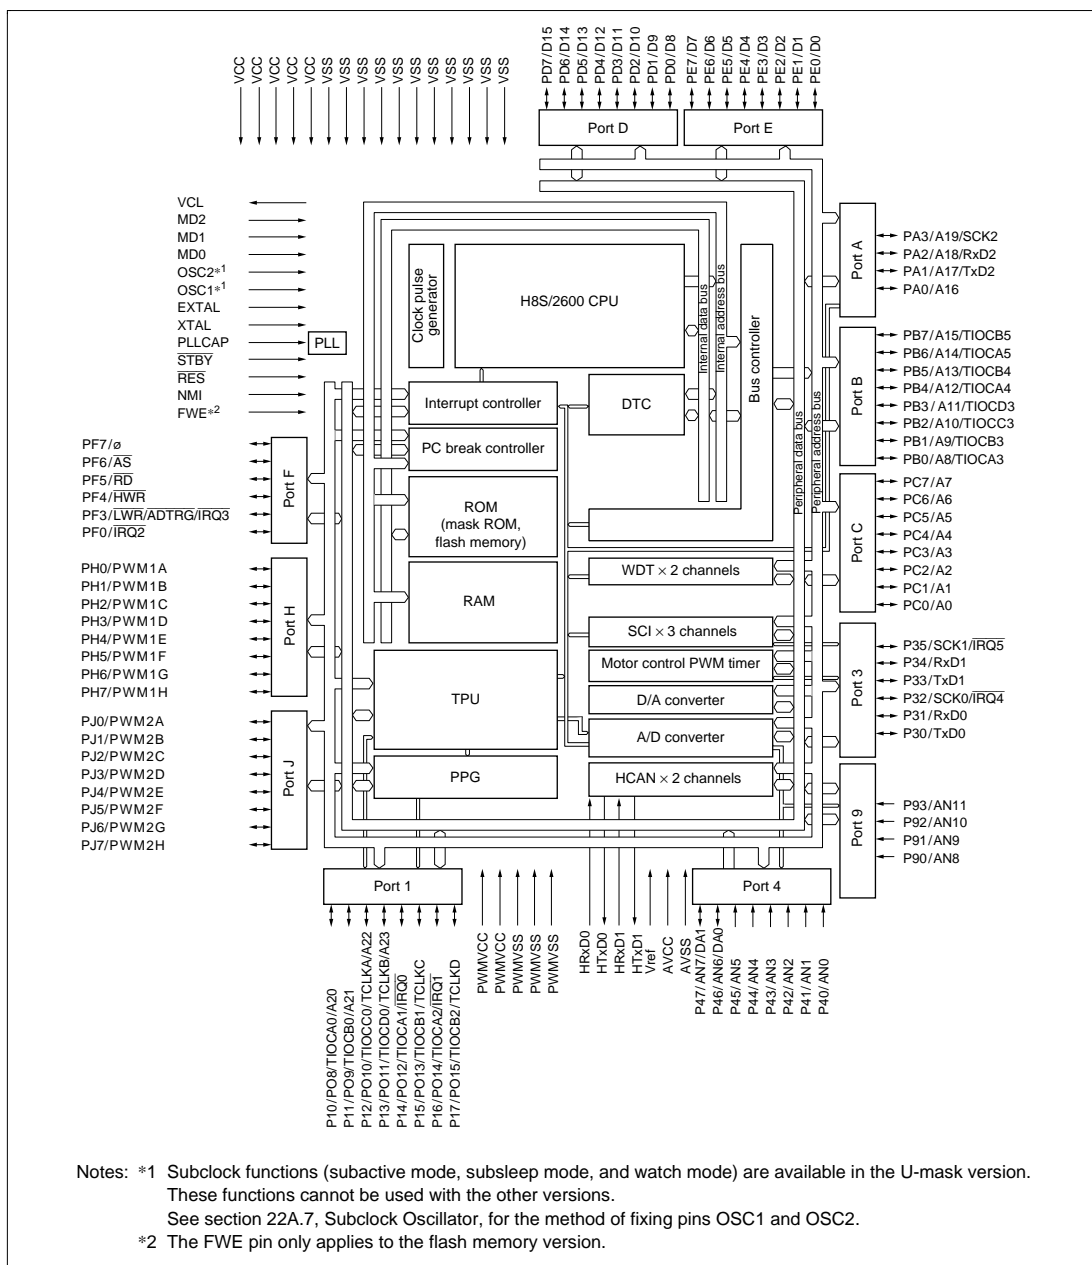 VCC
VCC
VCC
VCC
VCC
VSS
VSS
VSS
VSS
VSS
VSS
VSS
VSS
VSS
VSS
VSS
PD7/D15
PD6/D14
PD5/D13
PD4/D12
PD3/D11
PD2/D10
PD1/D9
PD0/D8
PE7/D7
PE6/D6
PE5/D5
PE4/D4
PE3/D3
PE2/D2
PE1/D1
PE0/D0
Port D
Port E
VCL
MD2
MD1
MD0
OSC2*1
OSC1*1
EXTAL
XTAL
PLLCAP
STBY
RES
NMI
FWE*2
PLL
Clock pulse
generator
H8S/2600 CPU
Internal data bus
Internal address bus
Bus controller
Peripheral data bus
Peripheral address bus
Interrupt controller
DTC
PC break controller
ROM
(mask ROM,
flash memory)
RAM
WDT × 2 channels
SCI × 3 channels
Motor control PWM timer
D/A converter
A/D converter
HCAN × 2 channels
TPU
PPG
Port A
PA3/A19/SCK2
PA2/A18/RxD2
PA1/A17/TxD2
PA0/A16
Port B
PB7/A15/TIOCB5
PB6/A14/TIOCA5
PB5/A13/TIOCB4
PB4/A12/TIOCA4
PB3/A11/TIOCD3
PB2/A10/TIOCC3
PB1/A9/TIOCB3
PB0/A8/TIOCA3
Port C
PC7/A7
PC6/A6
PC5/A5
PC4/A4
PC3/A3
PC2/A2
PC1/A1
PC0/A0
Port 3
P35/SCK1/IRQ5
P34/RxD1
P33/TxD1
P32/SCK0/IRQ4
P31/RxD0
P30/TxD0
Port 9
P93/AN11
P92/AN10
P91/AN9
P90/AN8
PF7/ø
PF6/AS
PF5/RD
PF4/HWR
PF3/LWR/ADTRG/IRQ3
PF0/IRQ2
Port F
PH0/PWM1A
PH1/PWM1B
PH2/PWM1C
PH3/PWM1D
PH4/PWM1E
PH5/PWM1F
PH6/PWM1G
PH7/PWM1H
Port H
PJ0/PWM2A
PJ1/PWM2B
PJ2/PWM2C
PJ3/PWM2D
PJ4/PWM2E
PJ5/PWM2F
PJ6/PWM2G
PJ7/PWM2H
Port J
Port 1
Port 4
P10/PO8/TIOCA0/A20
P11/PO9/TIOCB0/A21
P12/PO10/TIOCC0/TCLKA/A22
P13/PO11/TIOCD0/TCLKB/A23
P14/PO12/TIOCA1/IRQ0
P15/PO13/TIOCB1/TCLKC
P16/PO14/TIOCA2/IRQ1
P17/PO15/TIOCB2/TCLKD
PWMVCC
PWMVCC
PWMVSS
PWMVSS
PWMVSS
HRxD0
HTxD0
HRxD1
HTxD1
Vref
AVCC
AVSS
P47/AN7/DA1
P46/AN6/DA0
P45/AN5
P44/AN4
P43/AN3
P42/AN2
P41/AN1
P40/AN0
Notes: *1 Subclock functions (subactive mode, subsleep mode, and watch mode) are available in the U-mask version.
These functions cannot be used with the other versions.
See section 22A.7, Subclock Oscillator, for the method of fixing pins OSC1 and OSC2.
*2 The FWE pin only applies to the flash memory version.